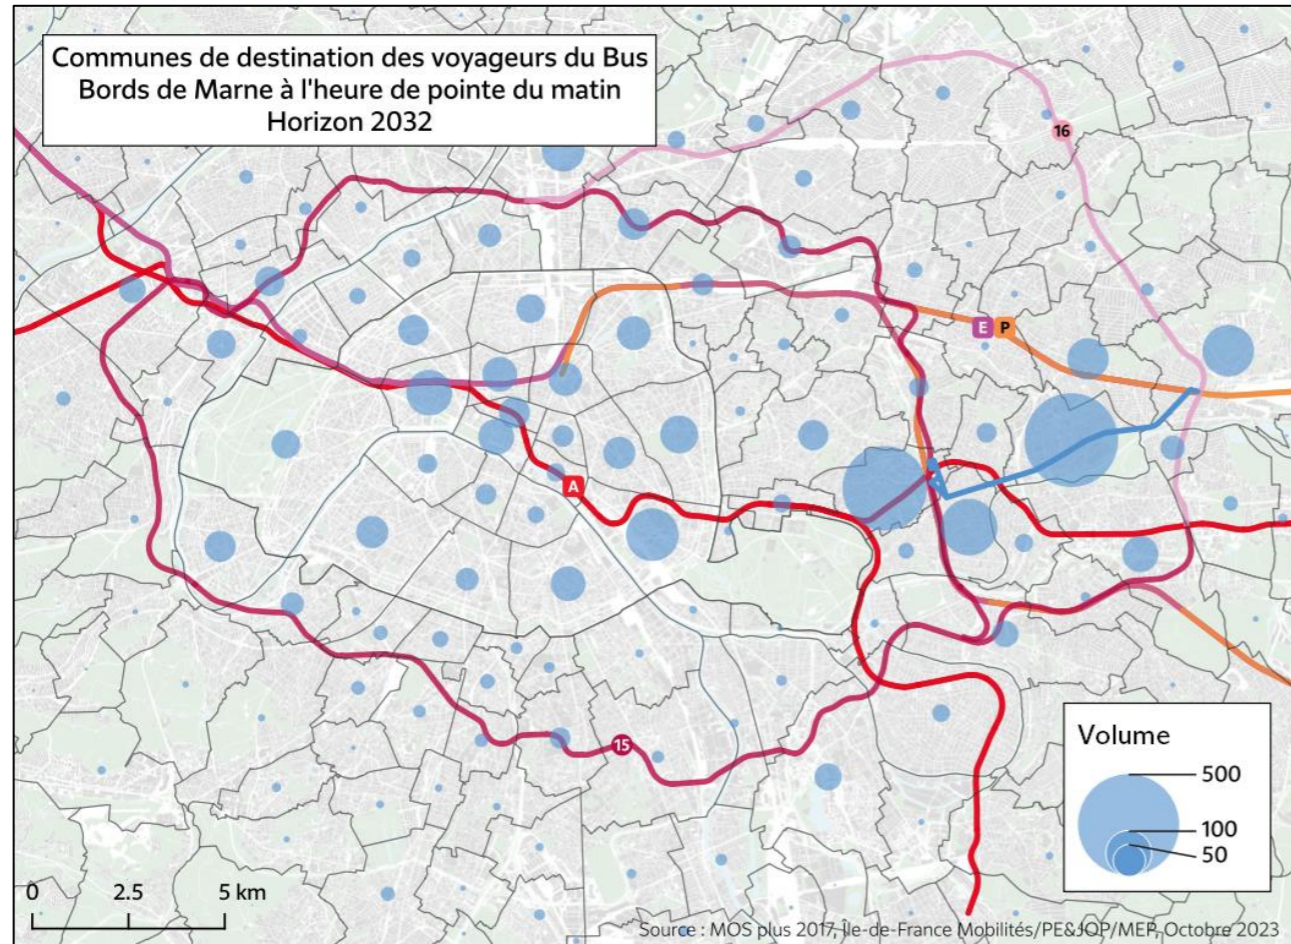 Communes de destination des voyageurs du Bus
Bords de Marne à l'heure de pointe du matin
Horizon 2032
16
E P
A
15
Volume
500
100
50
0 2.5 5 km
Source : MOS plus 2017, Île-de-France Mobilités/PE&JOP/MEP, Octobre 2023